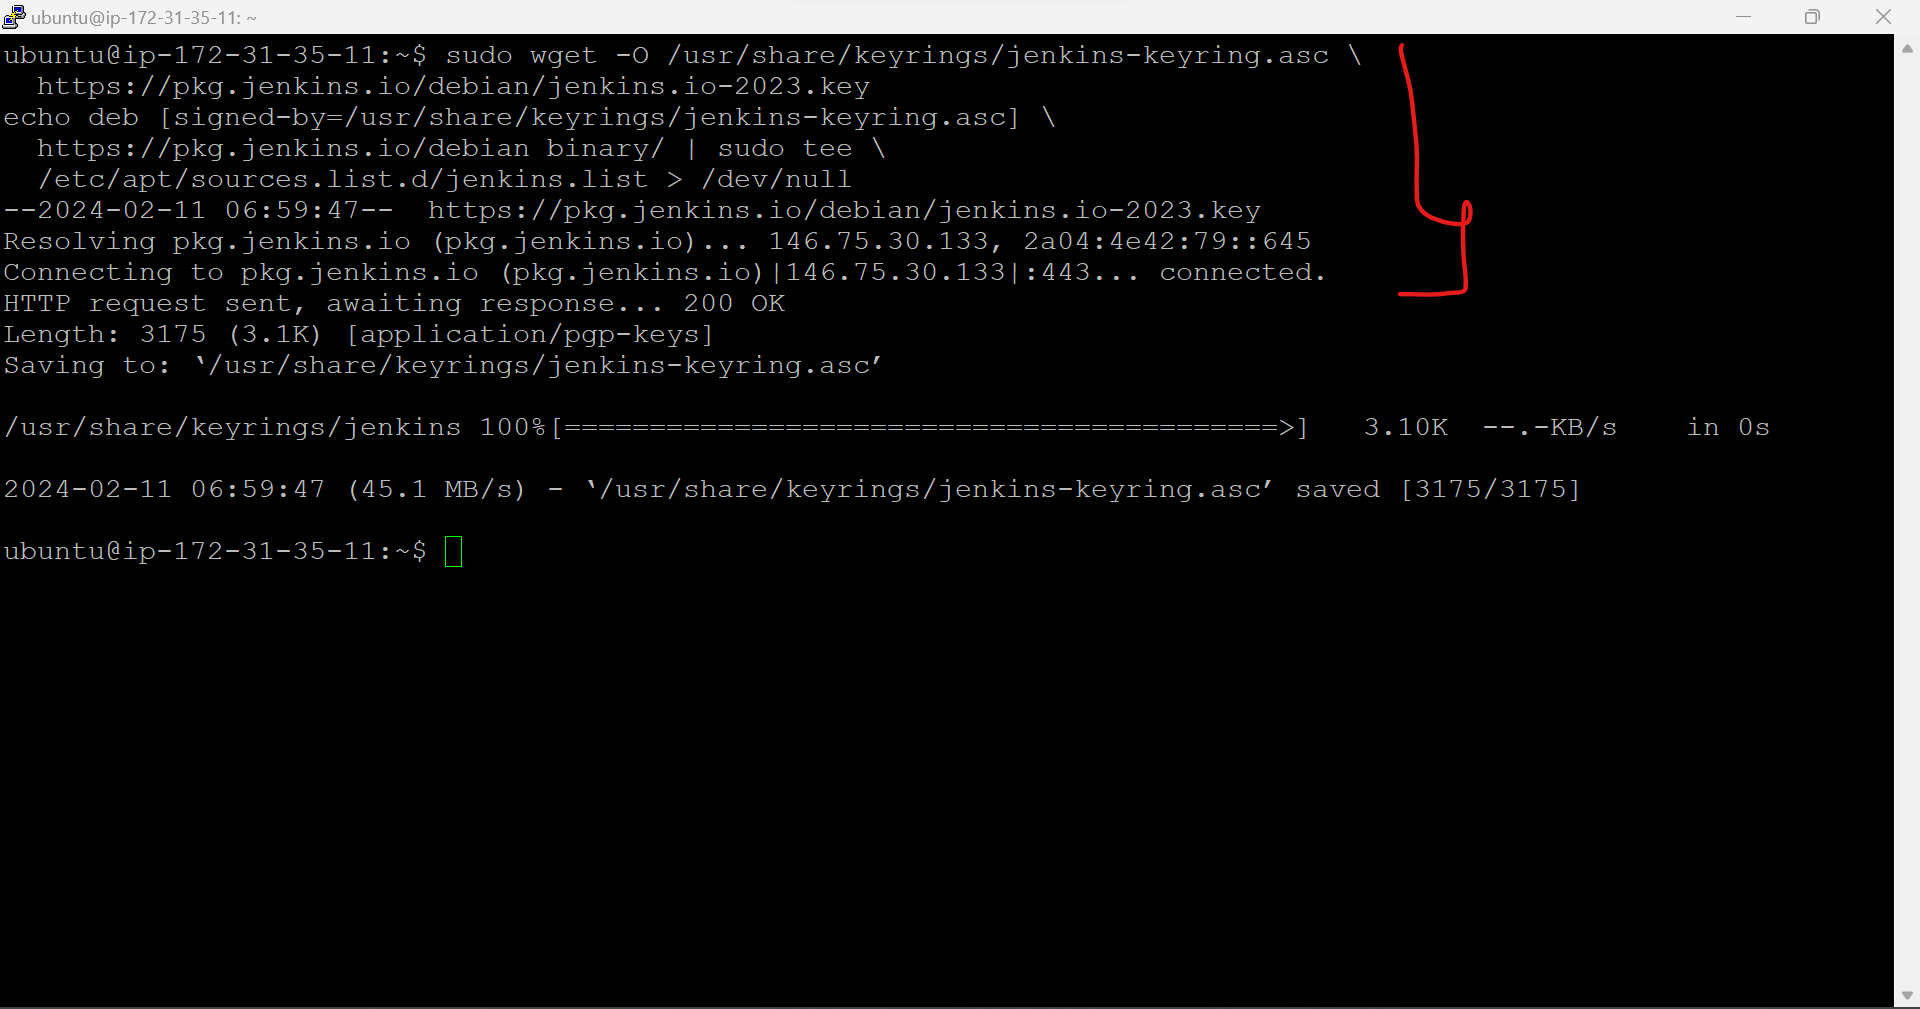 ubuntu@ip-172-31-35-11: ~
ubuntu@ip-172-31-35-11:~$ sudo wget -O /usr/share/keyrings/jenkins-keyring.asc \
  https://pkg.jenkins.io/debian/jenkins.io-2023.key
echo deb [signed-by=/usr/share/keyrings/jenkins-keyring.asc] \
  https://pkg.jenkins.io/debian binary/ | sudo tee \
  /etc/apt/sources.list.d/jenkins.list > /dev/null
--2024-02-11 06:59:47--  https://pkg.jenkins.io/debian/jenkins.io-2023.key
Resolving pkg.jenkins.io (pkg.jenkins.io)... 146.75.30.133, 2a04:4e42:79::645
Connecting to pkg.jenkins.io (pkg.jenkins.io)|146.75.30.133|:443... connected.
HTTP request sent, awaiting response... 200 OK
Length: 3175 (3.1K) [application/pgp-keys]
Saving to: ‘/usr/share/keyrings/jenkins-keyring.asc’
/usr/share/keyrings/jenkins 100%[==========================================>]   3.10K  --.-KB/s    in 0s
2024-02-11 06:59:47 (45.1 MB/s) - ‘/usr/share/keyrings/jenkins-keyring.asc’ saved [3175/3175]
ubuntu@ip-172-31-35-11:~$